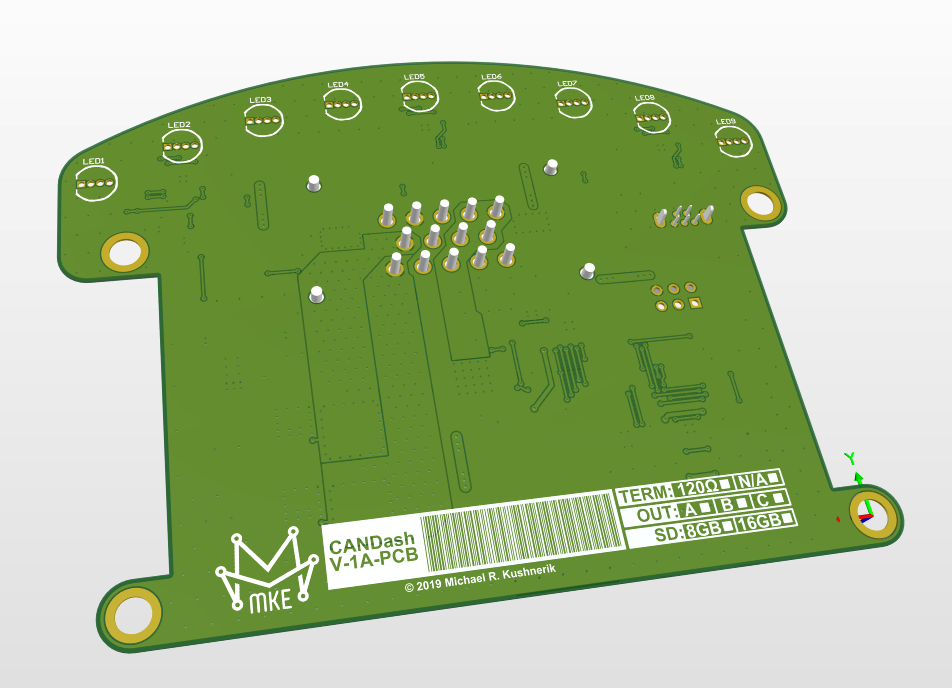 LED1
LED2
LED3
LED4
LED5
LED6
LED7
LED8
LED9
Y
MKE
CANDash
V-1A-PCB
© 2019 Michael R. Kushnerik
TERM: 120Ω N/A
OUT: A B C
SD: 8GB 16GB